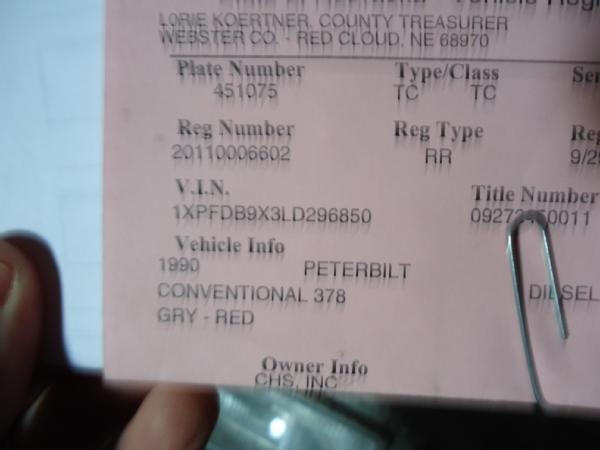 LORIE KOERTNER, COUNTY TREASURER
WEBSTER CO. - RED CLOUD, NE 68970
Plate Number Type/Class
451075 TC TC
Reg Number Reg Type
20110006602 RR
V.I.N. Title Number
1XPFDB9X3LD296850
Vehicle Info
1990 PETERBILT
CONVENTIONAL 378 DIESEL
GRY - RED
Owner Info
CHS, INC